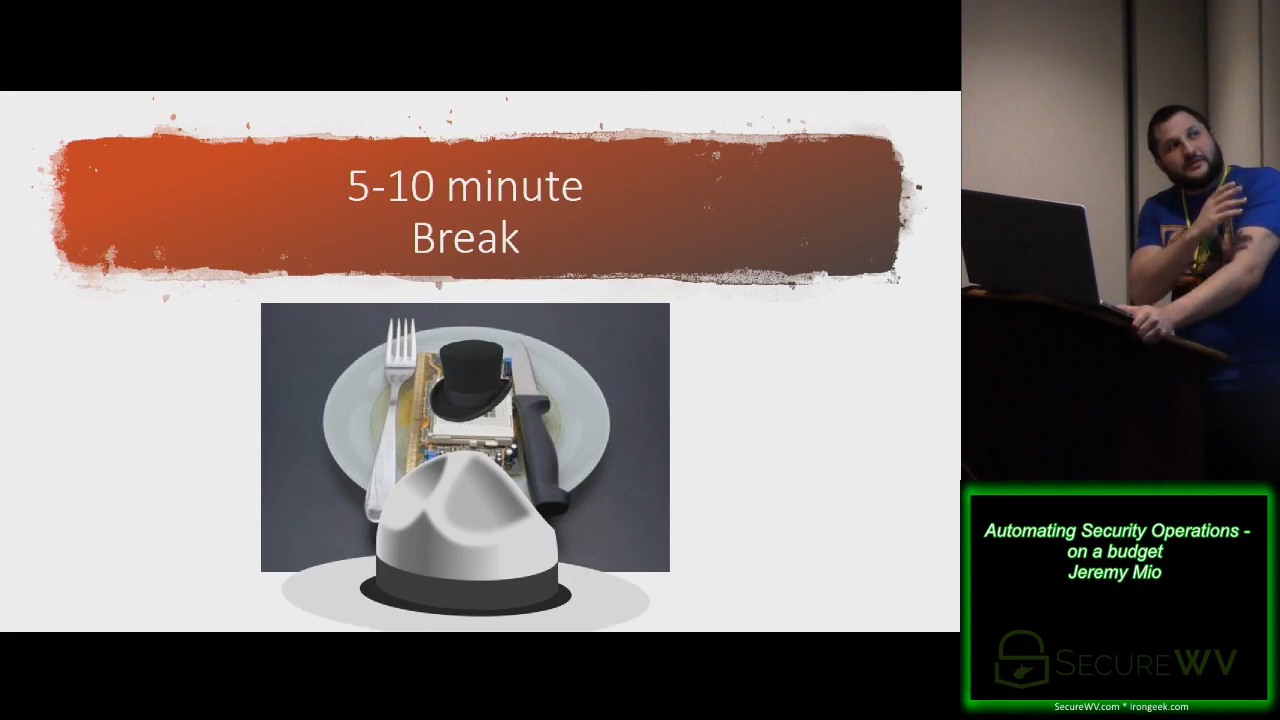 5-10 minute
Break
Automating Security Operations -
on a budget
Jeremy Mio
SECUREWV
SecureWV.com * Irongeek.com